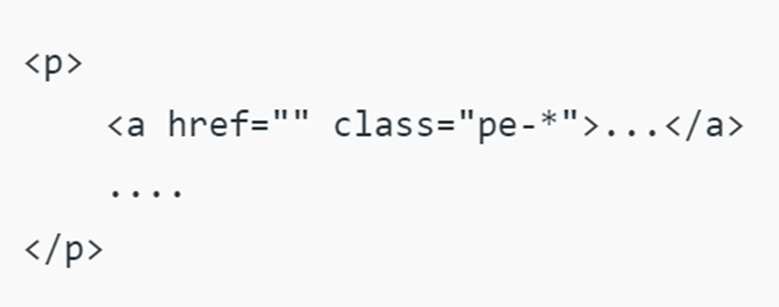 <p>
<a href="" class="pe-*">...</a>
....
</p>